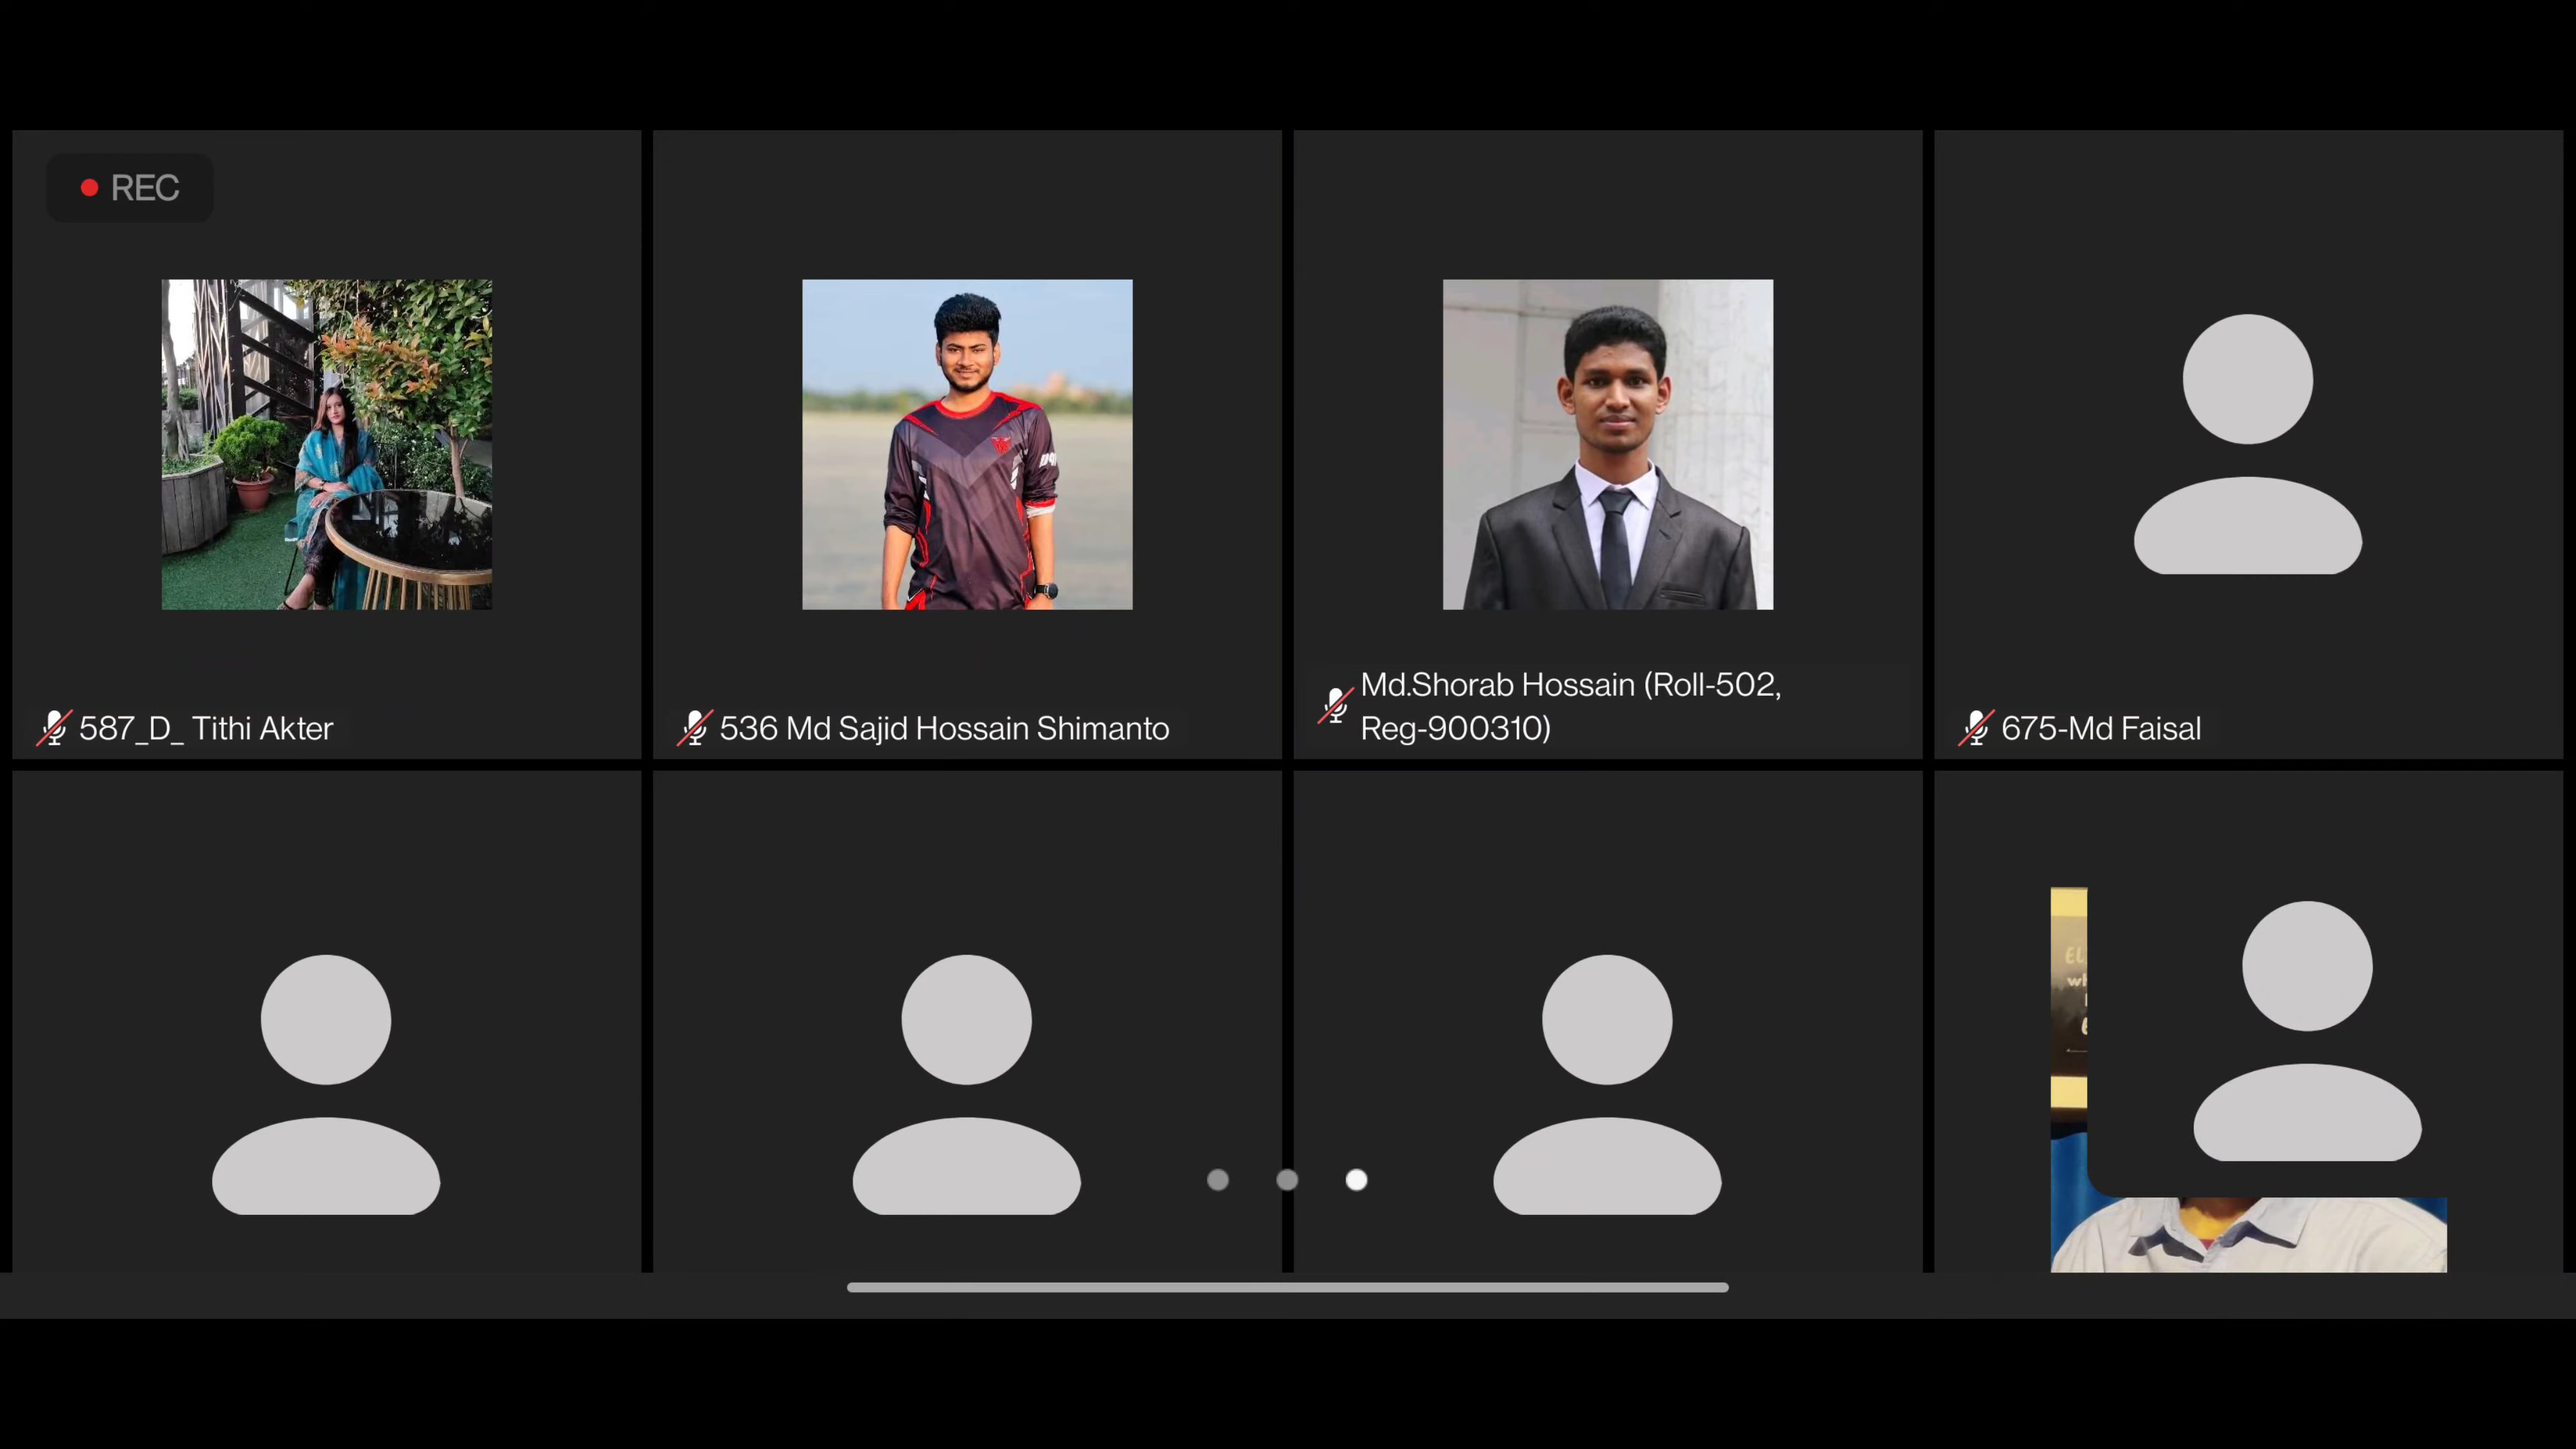 REC
587_D_ Tithi Akter
536 Md Sajid Hossain Shimanto
Md.Shorab Hossain (Roll-502,
Reg-900310)
675-Md Faisal